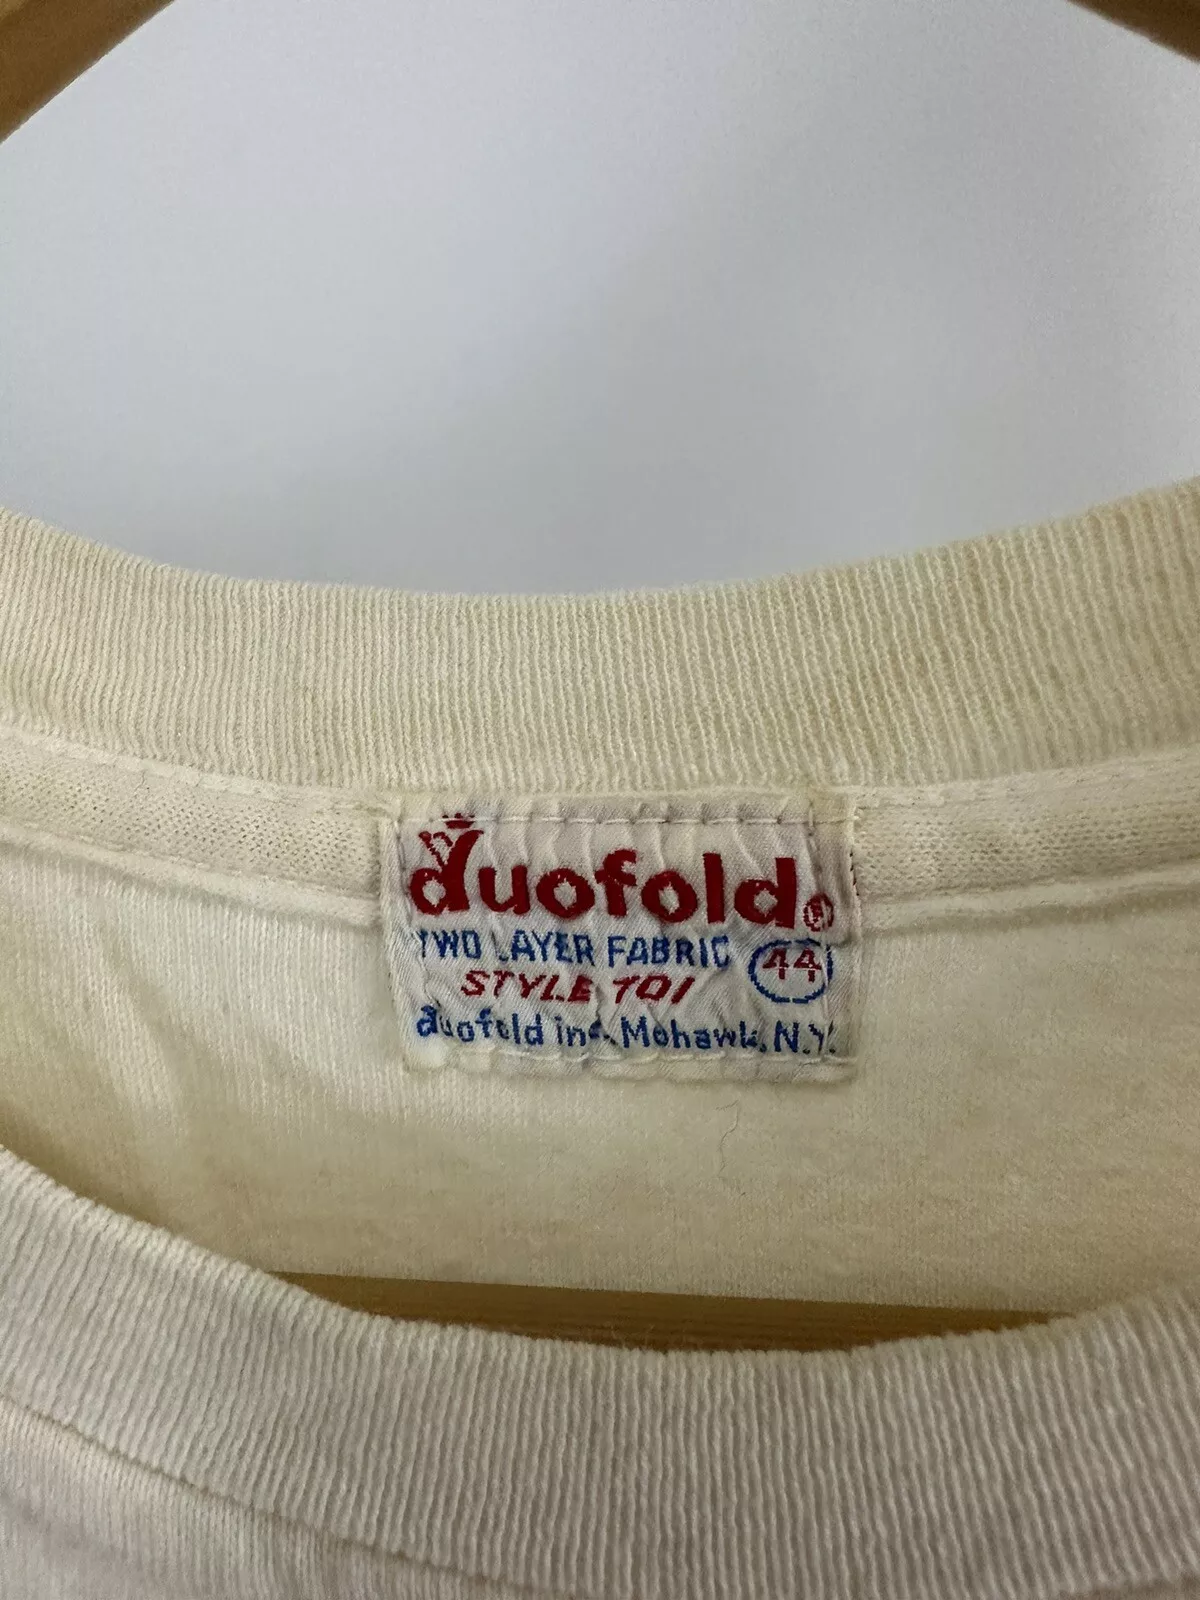 duofold®
TWO LAYER FABRIC 44
STYLE 701
duofold inc. Mohawk, N.Y.